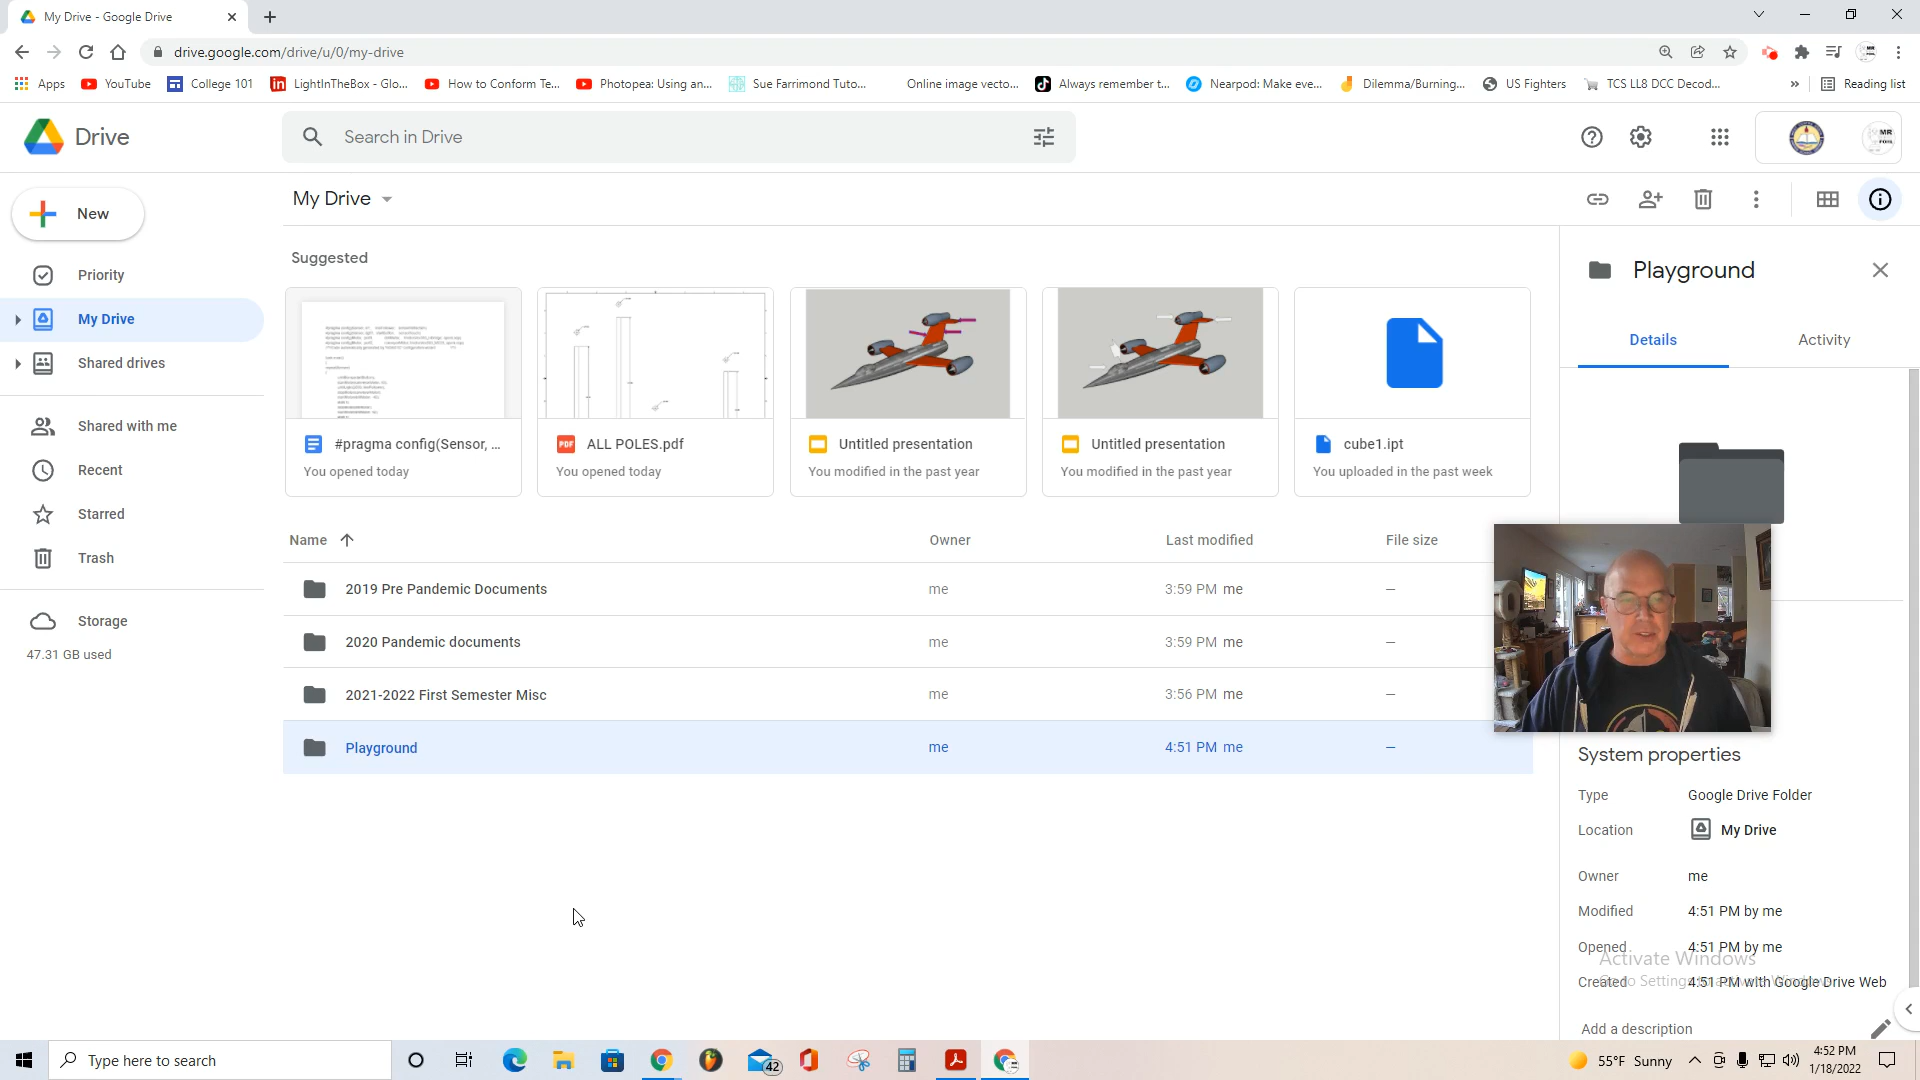 My Drive - Google Drive
drive.google.com/drive/u/0/my-drive
Apps YouTube College 101 LightInTheBox - Glo... How to Conform Te... Photopea: Using an... Sue Farrimond Tuto... Online image vecto... Always remember t... Nearpod: Make eve... Dilemma/Burning... US Fighters TCS LL8 DCC Decod... » Reading list
Drive
Search in Drive
New
My Drive
Priority
My Drive
Shared drives
Shared with me
Recent
Starred
Trash
Storage
47.31 GB used
Suggested
#pragma config(Sensor, ...
You opened today
PDF ALL POLES.pdf
You opened today
Untitled presentation
You modified in the past year
Untitled presentation
You modified in the past year
cube1.ipt
You uploaded in the past week
Name Owner Last modified File size
2019 Pre Pandemic Documents me 3:59 PM me –
2020 Pandemic documents me 3:59 PM me –
2021-2022 First Semester Misc me 3:56 PM me –
Playground me 4:51 PM me –
Playground
Details Activity
System properties
Type Google Drive Folder
Location My Drive
Owner me
Modified 4:51 PM by me
Opened 4:51 PM by me
Activate Windows
Created 4:51 PM with Google Drive Web
Add a description
Type here to search
42
55°F Sunny
4:52 PM
1/18/2022